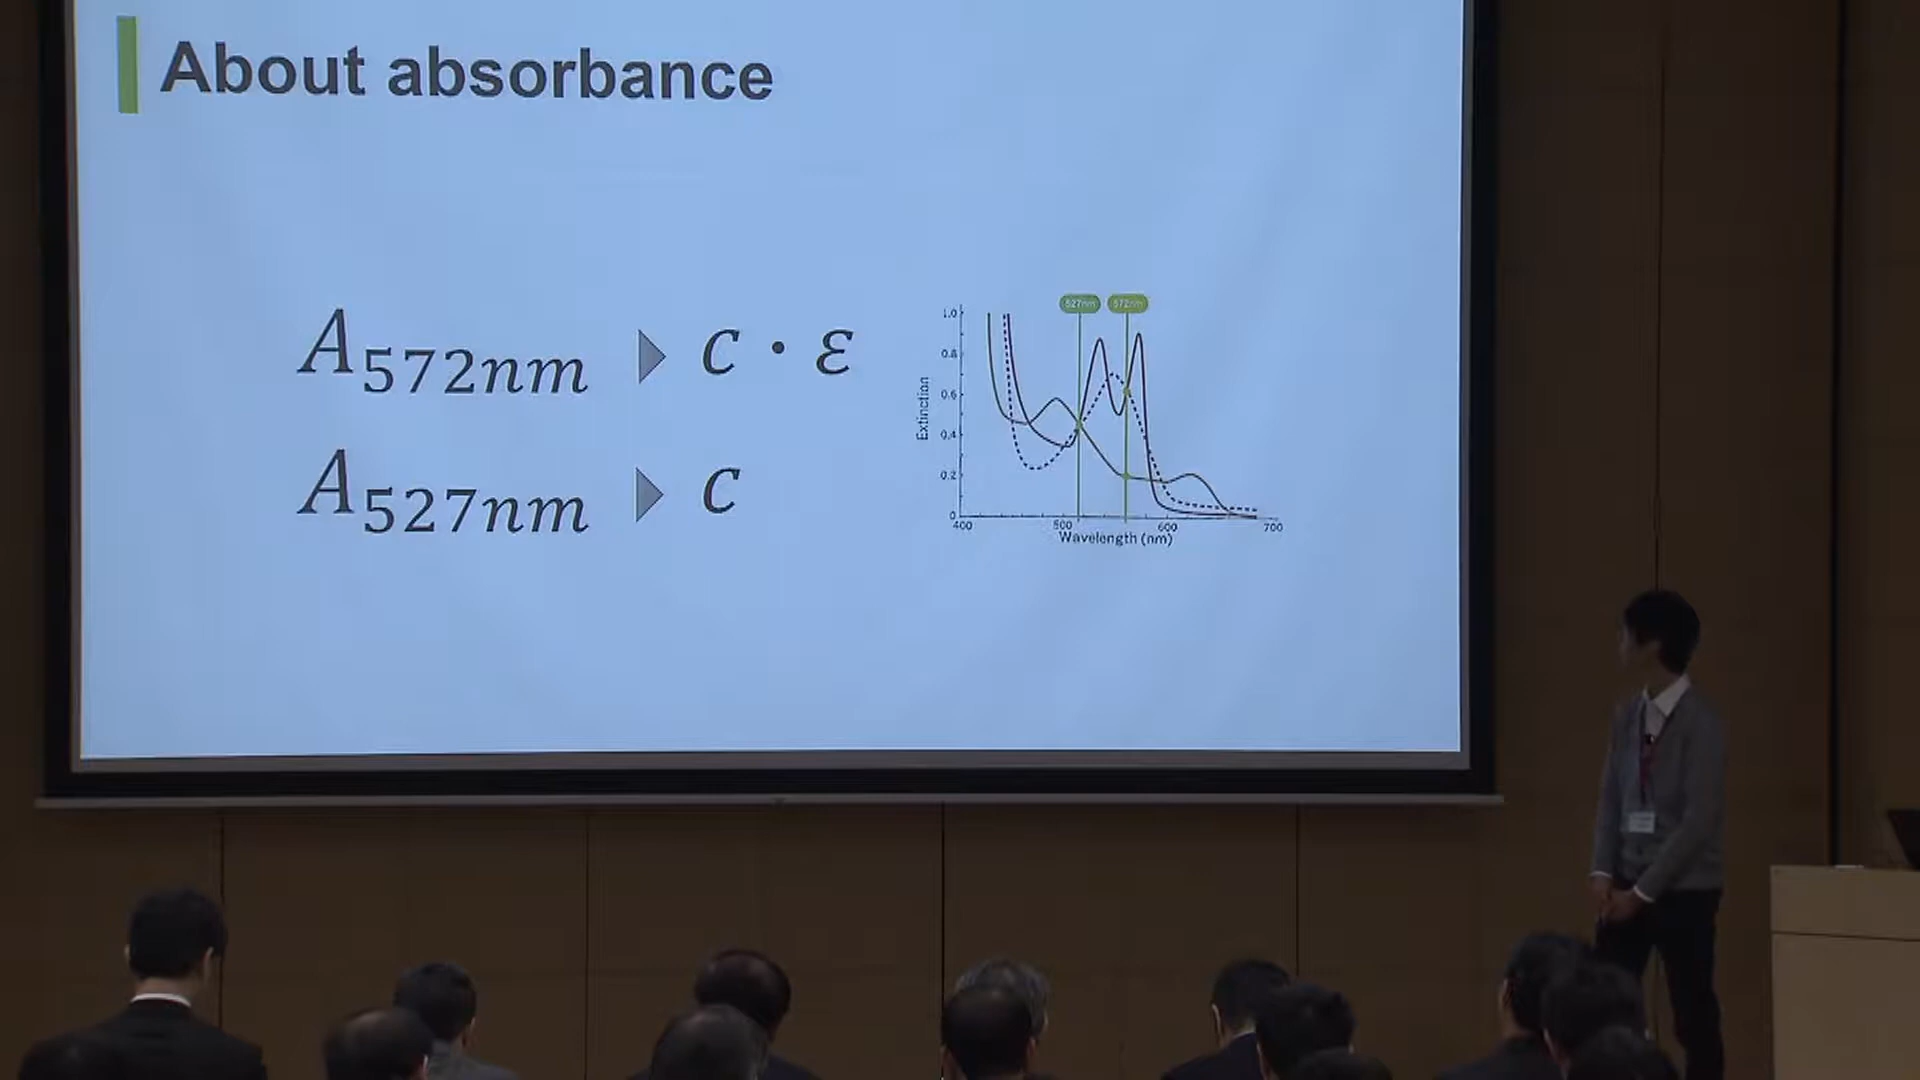 About absorbance
A572nm ▶ c · ε
A527nm ▶ c
527nm 572nm
1.0
0.8
0.6
0.4
0.2
0
Extinction
400 500 600 700
Wavelength (nm)